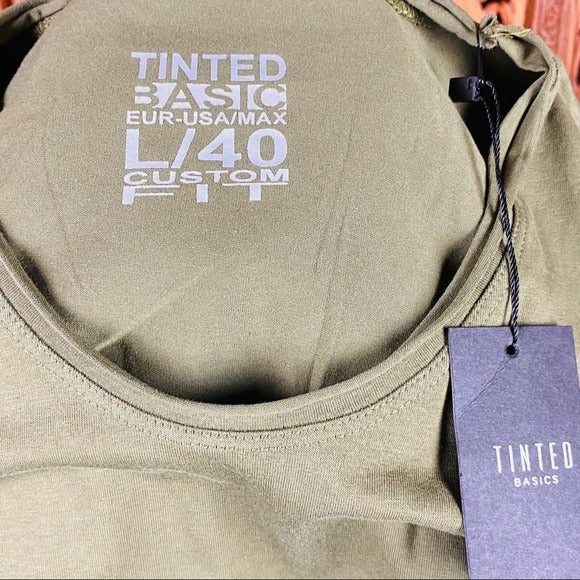 TINTED
BASIC
EUR-USA/MAX
L/40
CUSTOM
FIT
TINTED
BASICS